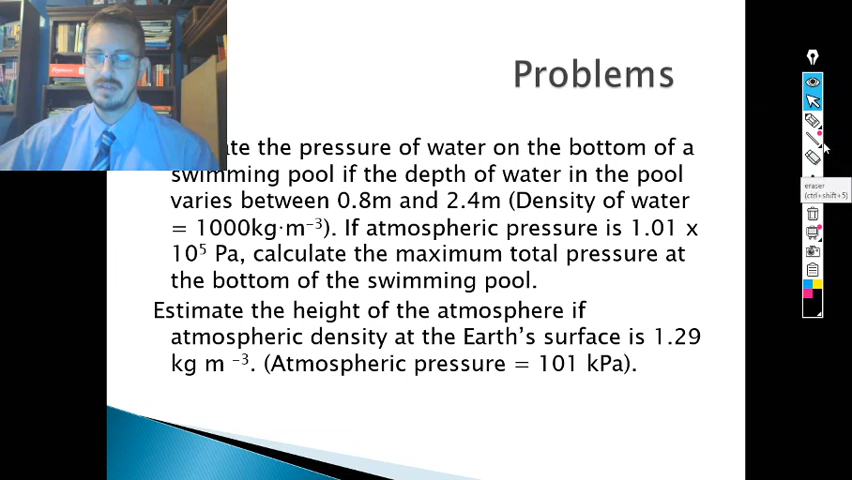 Problems
ate the pressure of water on the bottom of a
swimming pool if the depth of water in the pool
varies between 0.8m and 2.4m (Density of water
= 1000kg·m⁻³). If atmospheric pressure is 1.01 x
10⁵ Pa, calculate the maximum total pressure at
the bottom of the swimming pool.
Estimate the height of the atmosphere if
atmospheric density at the Earth’s surface is 1.29
kg m ⁻³. (Atmospheric pressure = 101 kPa).
eraser
(ctrl+shift+5)